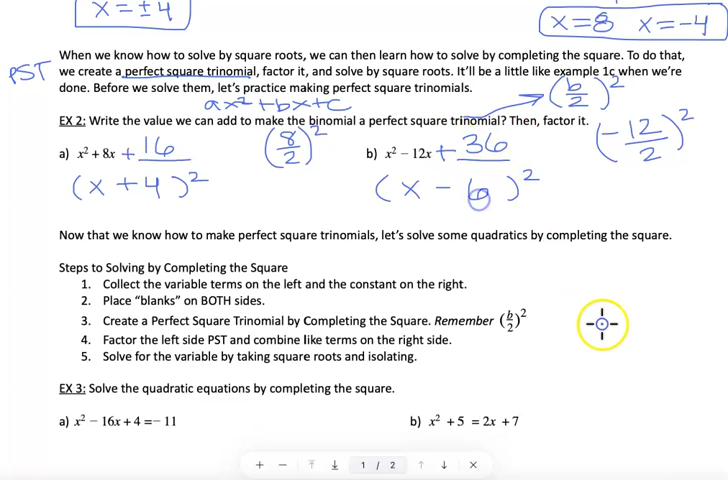 x = ±4
x=8 x=-4
When we know how to solve by square roots, we can then learn how to solve by completing the square. To do that,
PST we create a perfect square trinomial, factor it, and solve by square roots. It'll be a little like example 1c when we're
done. Before we solve them, let's practice making perfect square trinomials. (b/2)²
ax² + bx + c
EX 2: Write the value we can add to make the binomial a perfect square trinomial? Then, factor it.
a) x² + 8x + 16 (8/2)² b) x² − 12x + 36 (-12/2)²
(x + 4)² (x - 6)²
Now that we know how to make perfect square trinomials, let's solve some quadratics by completing the square.
Steps to Solving by Completing the Square
1. Collect the variable terms on the left and the constant on the right.
2. Place "blanks" on BOTH sides.
3. Create a Perfect Square Trinomial by Completing the Square. Remember (b/2)²
4. Factor the left side PST and combine like terms on the right side.
5. Solve for the variable by taking square roots and isolating.
EX 3: Solve the quadratic equations by completing the square.
a) x² − 16x + 4 = − 11 b) x² + 5 = 2x + 7
1 / 2